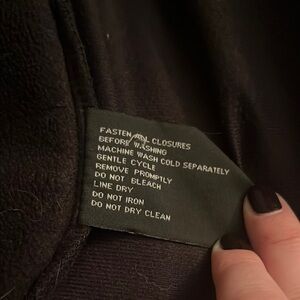 FASTEN ALL CLOSURES
BEFORE WASHING
MACHINE WASH COLD SEPARATELY
GENTLE CYCLE
REMOVE PROMPTLY
DO NOT BLEACH
LINE DRY
DO NOT IRON
DO NOT DRY CLEAN